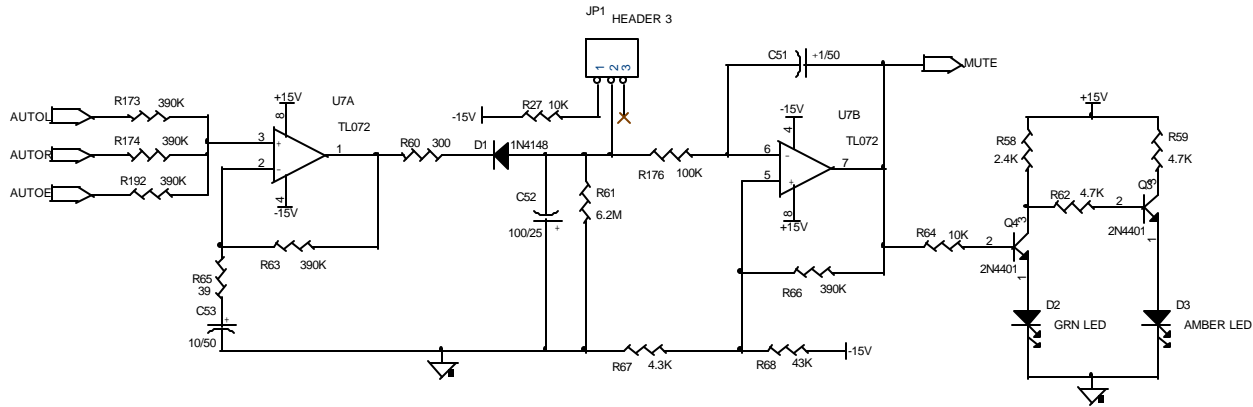 JP1
HEADER 3
1
2
3
C51
+1/50
MUTE
R27 10K
-15V
+15V
8
U7A
TL072
R173 390K
AUTOL
R174 390K
AUTOR
R192 390K
AUTOE
3
+
2
-
1
4
-15V
R60 300
D1
1N4148
R176
100K
-15V
4
U7B
TL072
6
-
5
+
7
8
+15V
C52
100/25
+
R61
6.2M
R63
390K
R65
39
C53
+
10/50
R66
390K
R67
4.3K
R68
43K
-15V
+15V
R58
2.4K
R59
4.7K
R62 4.7K
2
Q3
3
2N4401
1
R64
10K
2
Q4
3
2N4401
1
D2
GRN LED
D3
AMBER LED